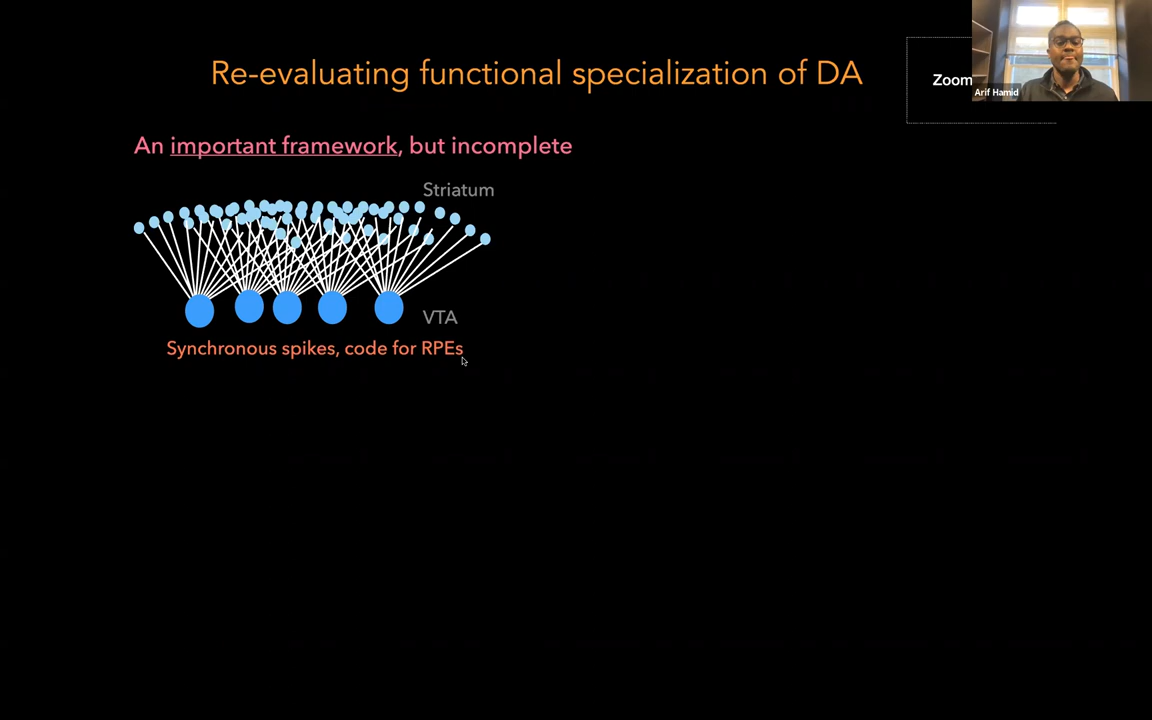 Re-evaluating functional specialization of DA
Zoom
Arif Hamid
An important framework, but incomplete
Striatum
VTA
Synchronous spikes, code for RPEs